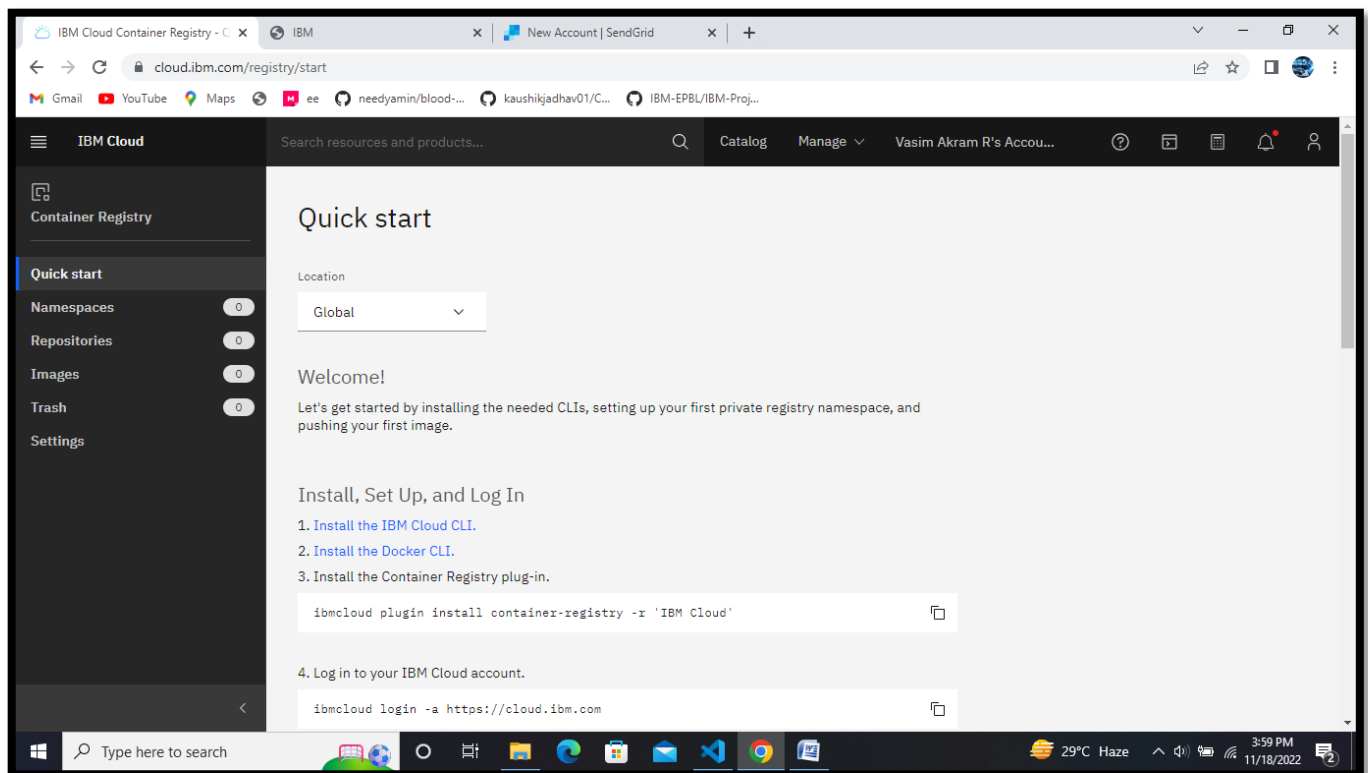 IBM Cloud Container Registry - C
IBM
New Account | SendGrid
cloud.ibm.com/registry/start
Gmail
YouTube
Maps
ee
needyamin/blood-...
kaushikjadhav01/C...
IBM-EPBL/IBM-Proj...
IBM Cloud
Search resources and products...
Catalog
Manage
Vasim Akram R's Accou...
Container Registry
Quick start
Namespaces 0
Repositories 0
Images 0
Trash 0
Settings
Quick start
Location
Global
Welcome!
Let's get started by installing the needed CLIs, setting up your first private registry namespace, and
pushing your first image.
Install, Set Up, and Log In
1. Install the IBM Cloud CLI.
2. Install the Docker CLI.
3. Install the Container Registry plug-in.
ibmcloud plugin install container-registry -r 'IBM Cloud'
4. Log in to your IBM Cloud account.
ibmcloud login -a https://cloud.ibm.com
Type here to search
29°C Haze
3:59 PM
11/18/2022
2